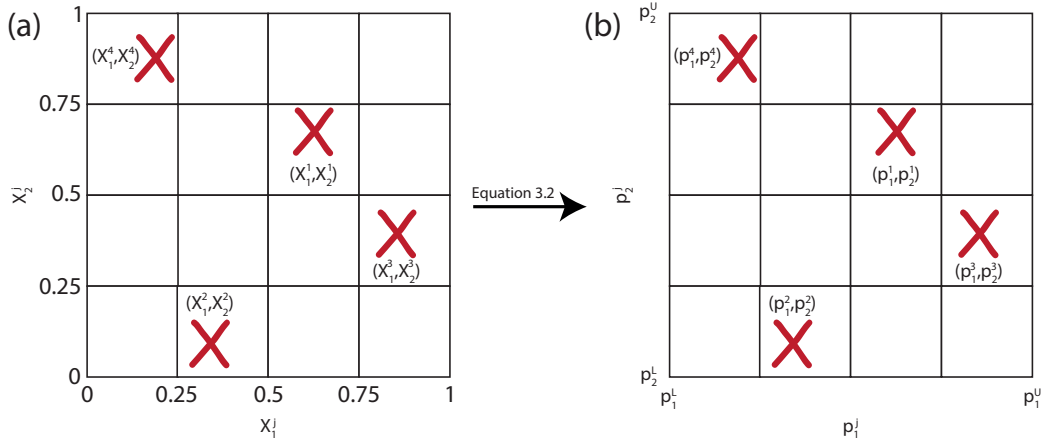 (a)
1
0.75
0.5
0.25
0
0
0.25
0.5
0.75
1
X₂ʲ
X₁ʲ
(X₁⁴,X₂⁴)
(X₁¹,X₂¹)
(X₁³,X₂³)
(X₁²,X₂²)
Equation 3.2
(b)
p₂ᵁ
p₂ʲ
p₂ᴸ
p₁ᴸ
p₁ᵁ
p₁ʲ
(p₁⁴,p₂⁴)
(p₁¹,p₂¹)
(p₁³,p₂³)
(p₁²,p₂²)